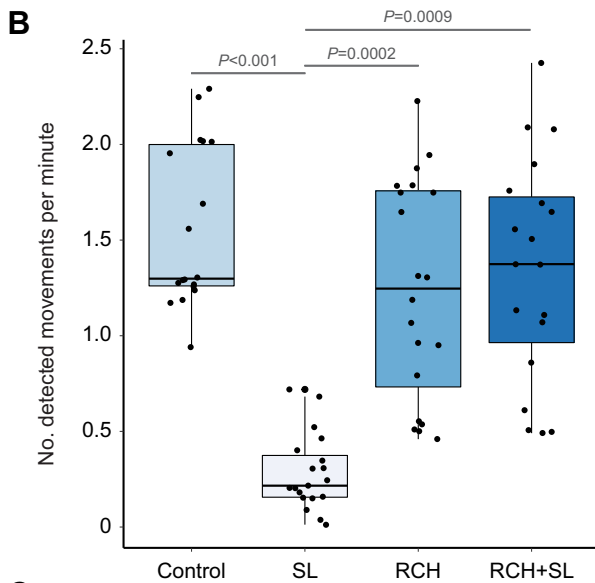 B
P=0.0009
P<0.001
P=0.0002
No. detected movements per minute
2.5
2.0
1.5
1.0
0.5
0
Control SL RCH RCH+SL